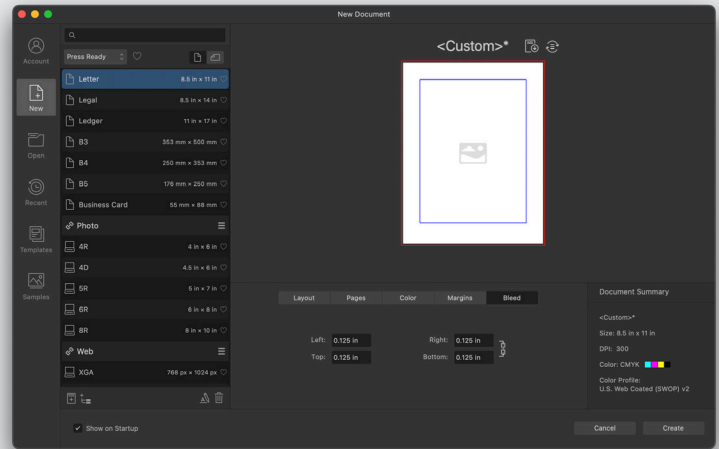 New Document
Account
New
Open
Recent
Templates
Samples
Press Ready
Letter 8.5 in x 11 in
Legal 8.5 in x 14 in
Ledger 11 in x 17 in
B3 353 mm × 500 mm
B4 250 mm × 353 mm
B5 176 mm × 250 mm
Business Card 55 mm × 88 mm
Photo
4R 4 in x 6 in
4D 4.5 in x 6 in
5R 5 in x 7 in
6R 6 in x 8 in
8R 8 in x 10 in
Web
XGA 768 px × 1024 px
Show on Startup
<Custom>*
Layout Pages Color Margins Bleed
Left: 0.125 in Right: 0.125 in
Top: 0.125 in Bottom: 0.125 in
Document Summary
<Custom>*
Size: 8.5 in x 11 in
DPI: 300
Color: CMYK
Color Profile:
U.S. Web Coated (SWOP) v2
Cancel Create